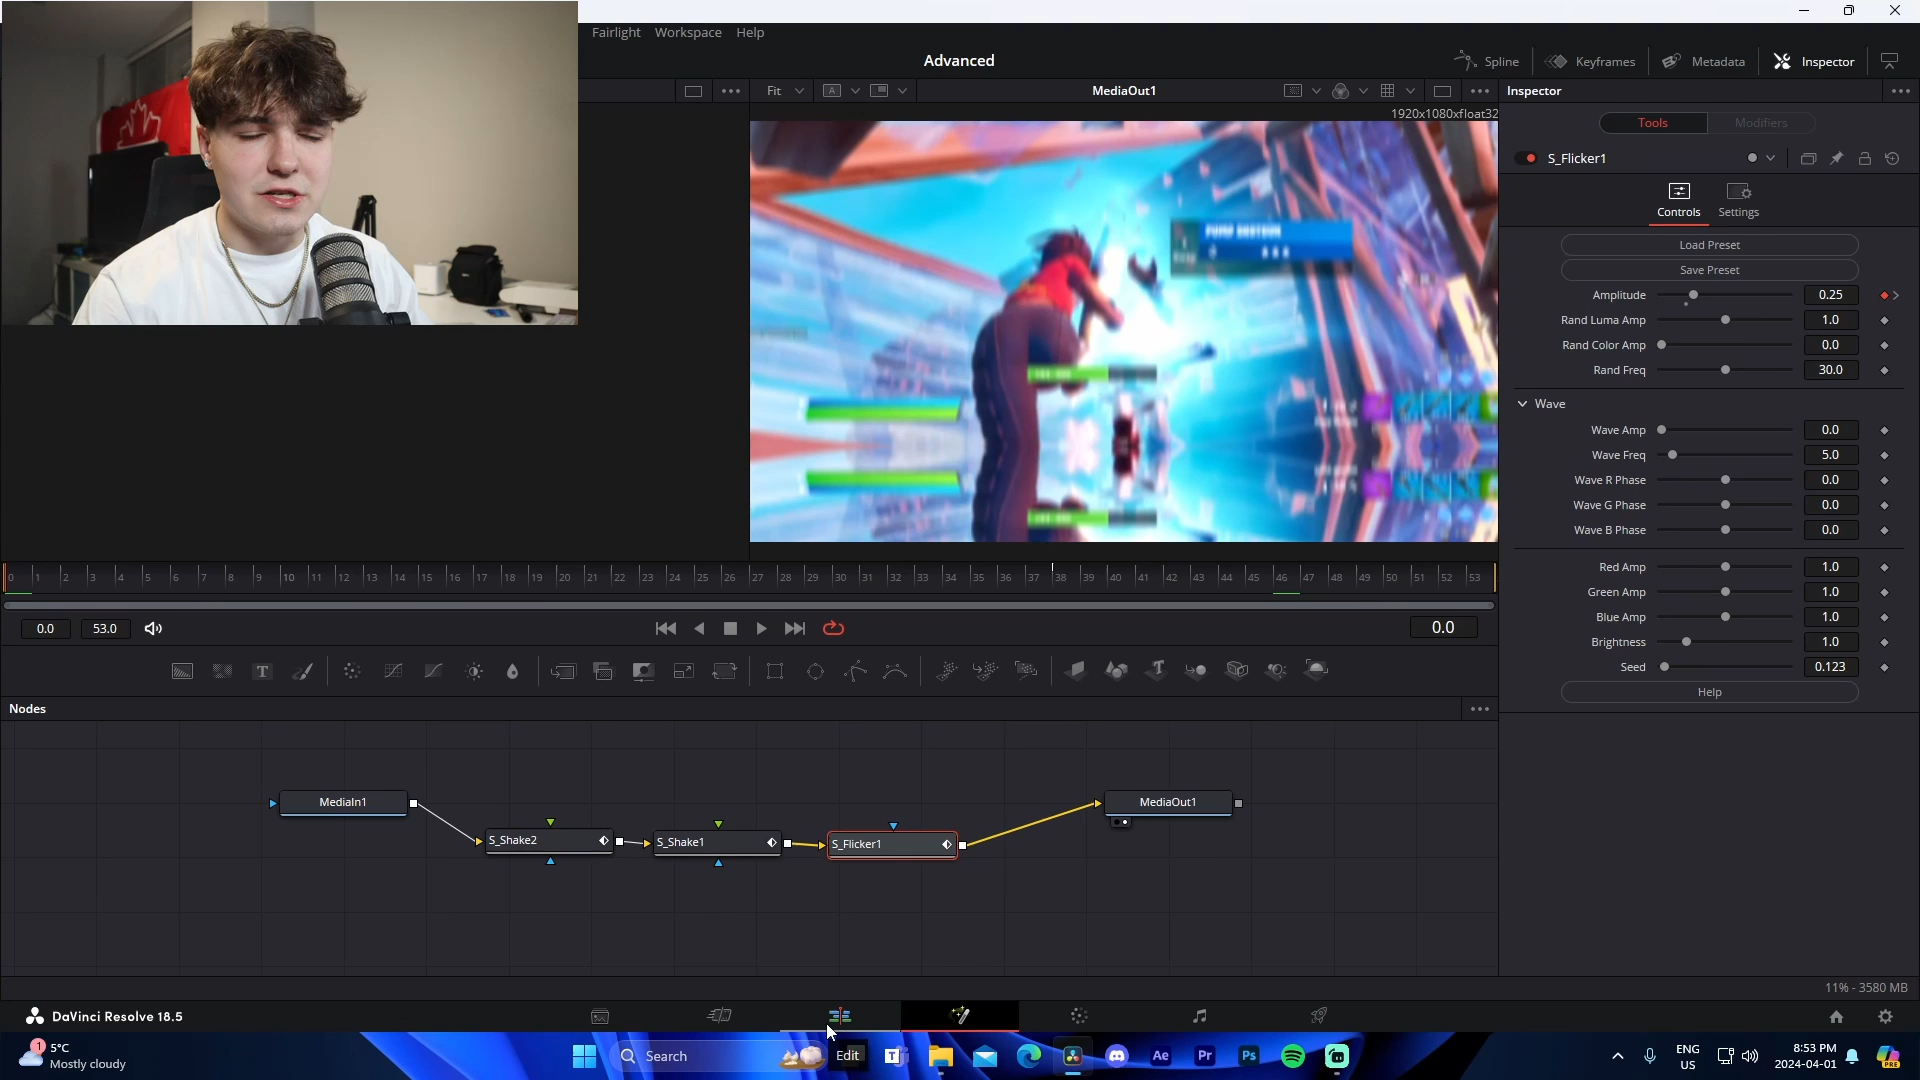 Fairlight Workspace Help
Advanced
Spline Keyframes Metadata Inspector
Fit A MediaOut1 Inspector
1920x1080xfloat32
Tools Modifiers
S_Flicker1
Controls Settings
Load Preset
Save Preset
Amplitude 0.25
Rand Luma Amp 1.0
Rand Color Amp 0.0
Rand Freq 30.0
Wave
Wave Amp 0.0
Wave Freq 5.0
Wave R Phase 0.0
Wave G Phase 0.0
Wave B Phase 0.0
Red Amp 1.0
Green Amp 1.0
Blue Amp 1.0
Brightness 1.0
Seed 0.123
Help
PUMP SHOTGUN
0 1 2 3 4 5 6 7 8 9 10 11 12 13 14 15 16 17 18 19 20 21 22 23 24 25 26 27 28 29 30 31 32 33 34 35 36 37 38 39 40 41 42 43 44 45 46 47 48 49 50 51 52 53
0.0 53.0 0.0
T T
Nodes
MediaIn1 MediaOut1
S_Shake2 S_Shake1 S_Flicker1
11% - 3580 MB
DaVinci Resolve 18.5
1 5°C
Mostly cloudy
Search Edit T Ae Pr Ps
ENG
US
8:53 PM
2024-04-01
PRE